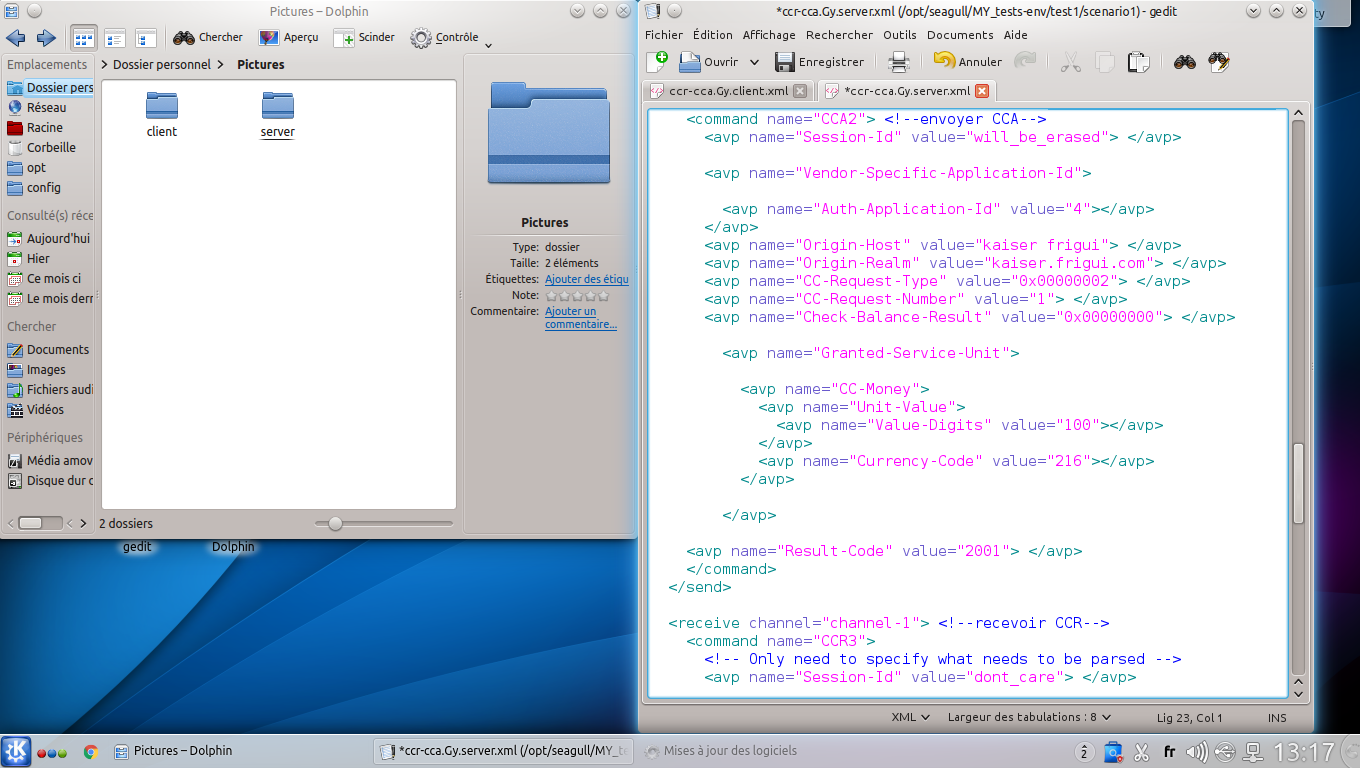 Pictures – Dolphin
Chercher
Aperçu
Scinder
Contrôle
Emplacements
Dossier pers
Réseau
Racine
Corbeille
opt
config
Consulté(s) réce
Aujourd'hui
Hier
Ce mois ci
Le mois derr
Chercher
Documents
Images
Fichiers audi
Vidéos
Périphériques
Média amov
Disque dur c
Dossier personnel
Pictures
client
server
2 dossiers
Pictures
Type: dossier
Taille: 2 éléments
Étiquettes: Ajouter des étiqu
Note:
Commentaire: Ajouter un
commentaire...
gedit
Dolphin
*ccr-cca.Gy.server.xml (/opt/seagull/MY_tests-env/test1/scenario1) – gedit
ty
Fichier Édition Affichage Rechercher Outils Documents Aide
Ouvrir
Enregistrer
Annuler
ccr-cca.Gy.client.xml
*ccr-cca.Gy.server.xml
<command name="CCA2"> <!--envoyer CCA-->
<avp name="Session-Id" value="will_be_erased"> </avp>
<avp name="Vendor-Specific-Application-Id">
<avp name="Auth-Application-Id" value="4"></avp>
</avp>
<avp name="Origin-Host" value="kaiser frigui"> </avp>
<avp name="Origin-Realm" value="kaiser.frigui.com"> </avp>
<avp name="CC-Request-Type" value="0x00000002"> </avp>
<avp name="CC-Request-Number" value="1"> </avp>
<avp name="Check-Balance-Result" value="0x00000000"> </avp>
<avp name="Granted-Service-Unit">
<avp name="CC-Money">
<avp name="Unit-Value">
<avp name="Value-Digits" value="100"></avp>
</avp>
<avp name="Currency-Code" value="216"></avp>
</avp>
</avp>
<avp name="Result-Code" value="2001"> </avp>
</command>
</send>
<receive channel="channel-1"> <!--recevoir CCR-->
<command name="CCR3">
<!-- Only need to specify what needs to be parsed -->
<avp name="Session-Id" value="dont_care"> </avp>
XML
Largeur des tabulations : 8
Lig 23, Col 1
INS
Pictures – Dolphin
*ccr-cca.Gy.server.xml (/opt/seagull/MY_te
Mises à jour des logiciels
2
fr
13:17